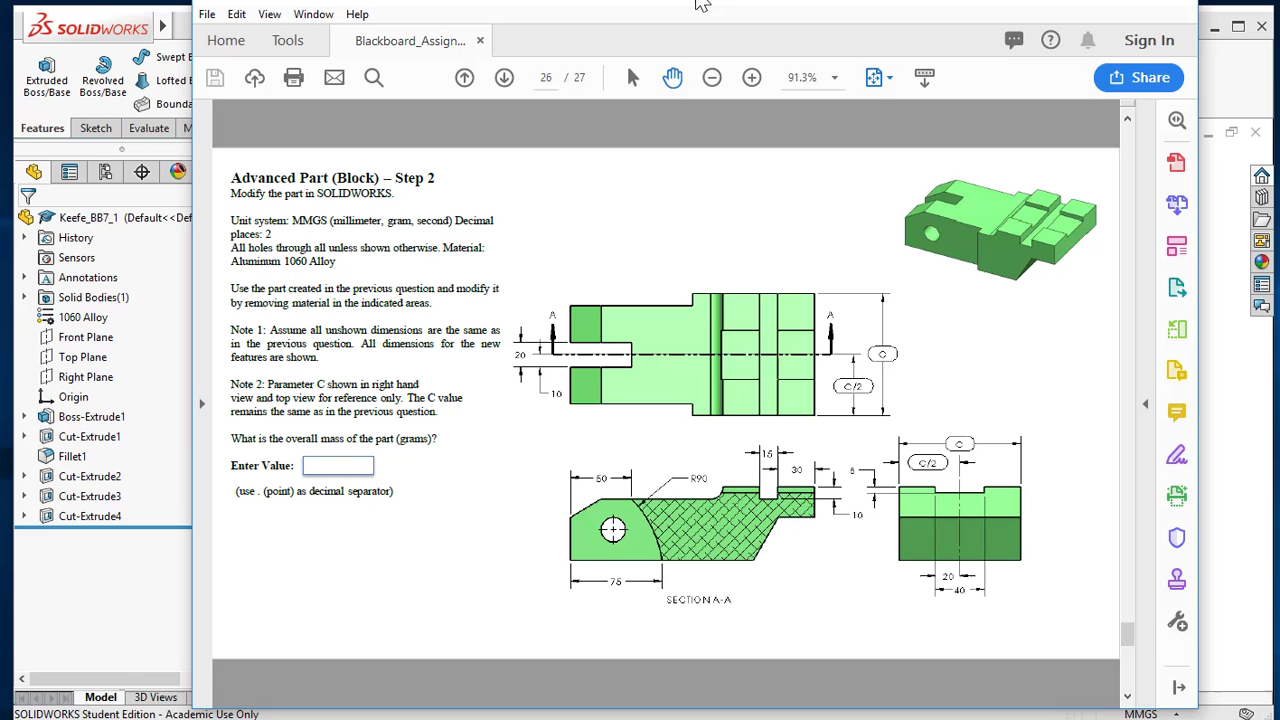 File Edit View Window Help
SOLIDWORKS
Home Tools Blackboard_Assign... × Sign In
26 / 27 91.3% Share
Extruded Boss/Base
Revolved Boss/Base
Swept B
Lofted B
Bounda
Features Sketch Evaluate M
Keefe_BB7_1 (Default<<Def
History
Sensors
Annotations
Solid Bodies(1)
1060 Alloy
Front Plane
Top Plane
Right Plane
Origin
Boss-Extrude1
Cut-Extrude1
Fillet1
Cut-Extrude2
Cut-Extrude3
Cut-Extrude4
Advanced Part (Block) – Step 2
Modify the part in SOLIDWORKS.
Unit system: MMGS (millimeter, gram, second) Decimal
places: 2
All holes through all unless shown otherwise. Material:
Aluminum 1060 Alloy
Use the part created in the previous question and modify it
by removing material in the indicated areas.
Note 1: Assume all unshown dimensions are the same as
in the previous question. All dimensions for the new
features are shown.
Note 2: Parameter C shown in right hand
view and top view for reference only. The C value
remains the same as in the previous question.
What is the overall mass of the part (grams)?
Enter Value:
(use . (point) as decimal separator)
A A
20
10
C
C/2
50
R90
15
30
5
10
75
SECTION A-A
C
C/2
20
40
Model 3D Views
SOLIDWORKS Student Edition - Academic Use Only
MMGS